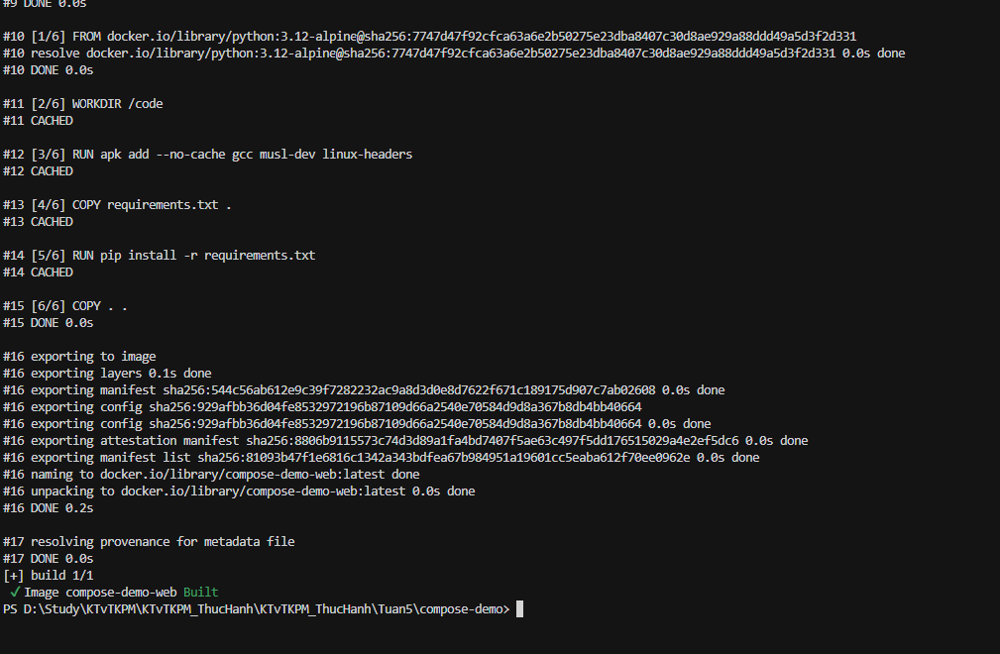 #9 DONE 0.0s
#10 [1/6] FROM docker.io/library/python:3.12-alpine@sha256:7747d47f92cfca63a6e2b50275e23dba8407c30d8ae929a88ddd49a5d3f2d331
#10 resolve docker.io/library/python:3.12-alpine@sha256:7747d47f92cfca63a6e2b50275e23dba8407c30d8ae929a88ddd49a5d3f2d331 0.0s done
#10 DONE 0.0s
#11 [2/6] WORKDIR /code
#11 CACHED
#12 [3/6] RUN apk add --no-cache gcc musl-dev linux-headers
#12 CACHED
#13 [4/6] COPY requirements.txt .
#13 CACHED
#14 [5/6] RUN pip install -r requirements.txt
#14 CACHED
#15 [6/6] COPY . .
#15 DONE 0.0s
#16 exporting to image
#16 exporting layers 0.1s done
#16 exporting manifest sha256:544c56ab612e9c39f7282232ac9a8d3d0e8d7622f671c189175d907c7ab02608 0.0s done
#16 exporting config sha256:929afbb36d04fe8532972196b87109d66a2540e70584d9d8a367b8db4bb40664
#16 exporting config sha256:929afbb36d04fe8532972196b87109d66a2540e70584d9d8a367b8db4bb40664 0.0s done
#16 exporting attestation manifest sha256:8806b9115573c74d3d89a1fa4bd7407f5ae63c497f5dd176515029a4e2ef5dc6 0.0s done
#16 exporting manifest list sha256:81093b47f1e6816c1342a343bdfea67b984951a19601cc5eaba612f70ee0962e 0.0s done
#16 naming to docker.io/library/compose-demo-web:latest done
#16 unpacking to docker.io/library/compose-demo-web:latest 0.0s done
#16 DONE 0.2s
#17 resolving provenance for metadata file
#17 DONE 0.0s
[+] build 1/1
✓ Image compose-demo-web Built
PS D:\Study\KTvTKPM\KTvTKPM_ThucHanh\KTvTKPM_ThucHanh\Tuan5\compose-demo>